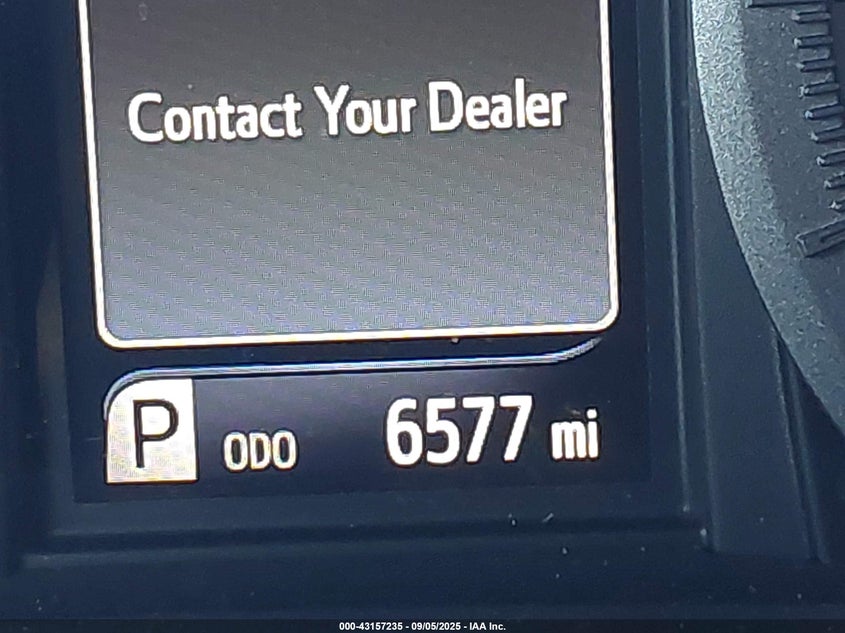 Contact Your Dealer
P ODO 6577 mi
000-43157235 - 09/05/2025 - IAA Inc.